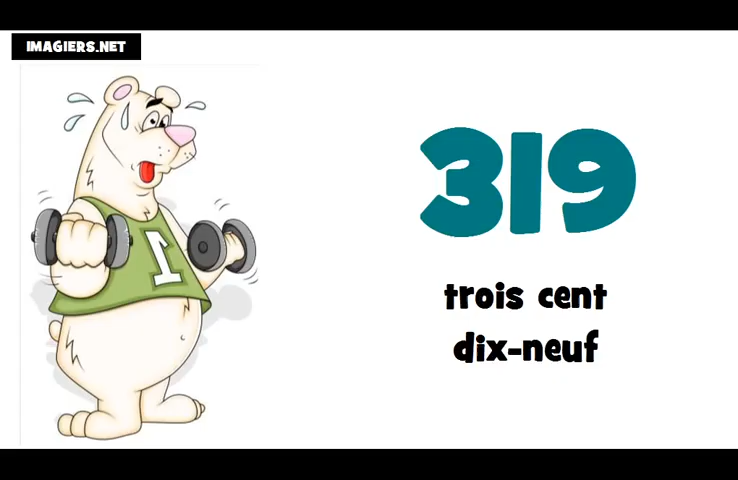 IMAGIERS.NET
319
trois cent
dix-neuf
1